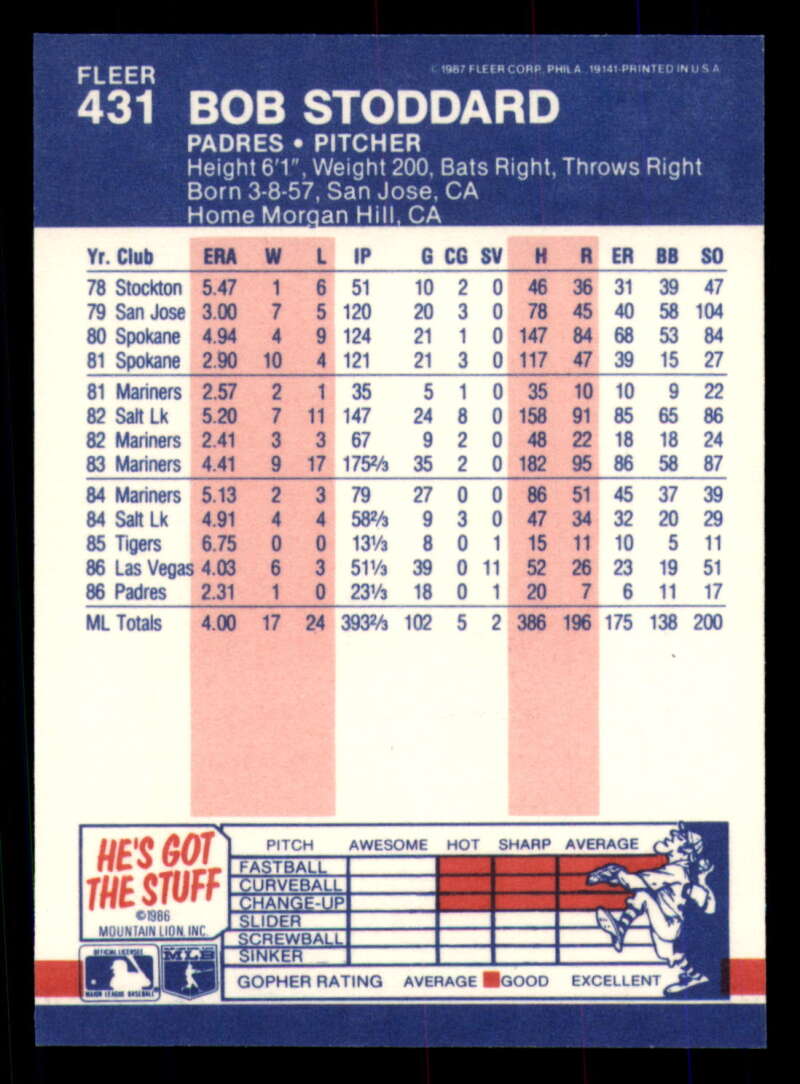 FLEER
© 1987 FLEER CORP. PHILA., 19141-PRINTED IN U.S.A
431 BOB STODDARD
PADRES • PITCHER
Height 6'1", Weight 200, Bats Right, Throws Right
Born 3-8-57, San Jose, CA
Home Morgan Hill, CA
Yr. Club ERA W L IP G CG SV H R ER BB SO
78 Stockton 5.47 1 6 51 10 2 0 46 36 31 39 47
79 San Jose 3.00 7 5 120 20 3 0 78 45 40 58 104
80 Spokane 4.94 4 9 124 21 1 0 147 84 68 53 84
81 Spokane 2.90 10 4 121 21 3 0 117 47 39 15 27
81 Mariners 2.57 2 1 35 5 1 0 35 10 10 9 22
82 Salt Lk 5.20 7 11 147 24 8 0 158 91 85 65 86
82 Mariners 2.41 3 3 67 9 2 0 48 22 18 18 24
83 Mariners 4.41 9 17 175⅔ 35 2 0 182 95 86 58 87
84 Mariners 5.13 2 3 79 27 0 0 86 51 45 37 39
84 Salt Lk 4.91 4 4 58⅔ 9 3 0 47 34 32 20 29
85 Tigers 6.75 0 0 13⅓ 8 0 1 15 11 10 5 11
86 Las Vegas 4.03 6 3 51⅓ 39 0 11 52 26 23 19 51
86 Padres 2.31 1 0 23⅓ 18 0 1 20 7 6 11 17
ML Totals 4.00 17 24 393⅔ 102 5 2 386 196 175 138 200
HE'S GOT
THE STUFF
©1986
MOUNTAIN LION, INC.
PITCH AWESOME HOT SHARP AVERAGE
FASTBALL
CURVEBALL
CHANGE-UP
SLIDER
SCREWBALL
SINKER
GOPHER RATING AVERAGE GOOD EXCELLENT
OFFICIAL LICENSEE
MAJOR LEAGUE BASEBALL
MLB